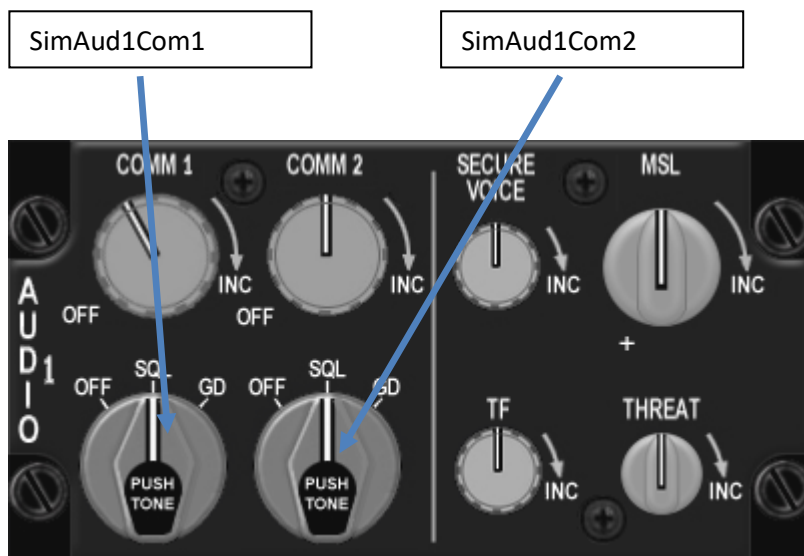 SimAud1Com1
SimAud1Com2
COMM 1
COMM 2
SECURE
VOICE
MSL
INC
INC
INC
INC
OFF
OFF
AUDIO
1
OFF
SQL
GD
OFF
SQL
GD
TF
THREAT
PUSH
TONE
PUSH
TONE
INC
INC
+